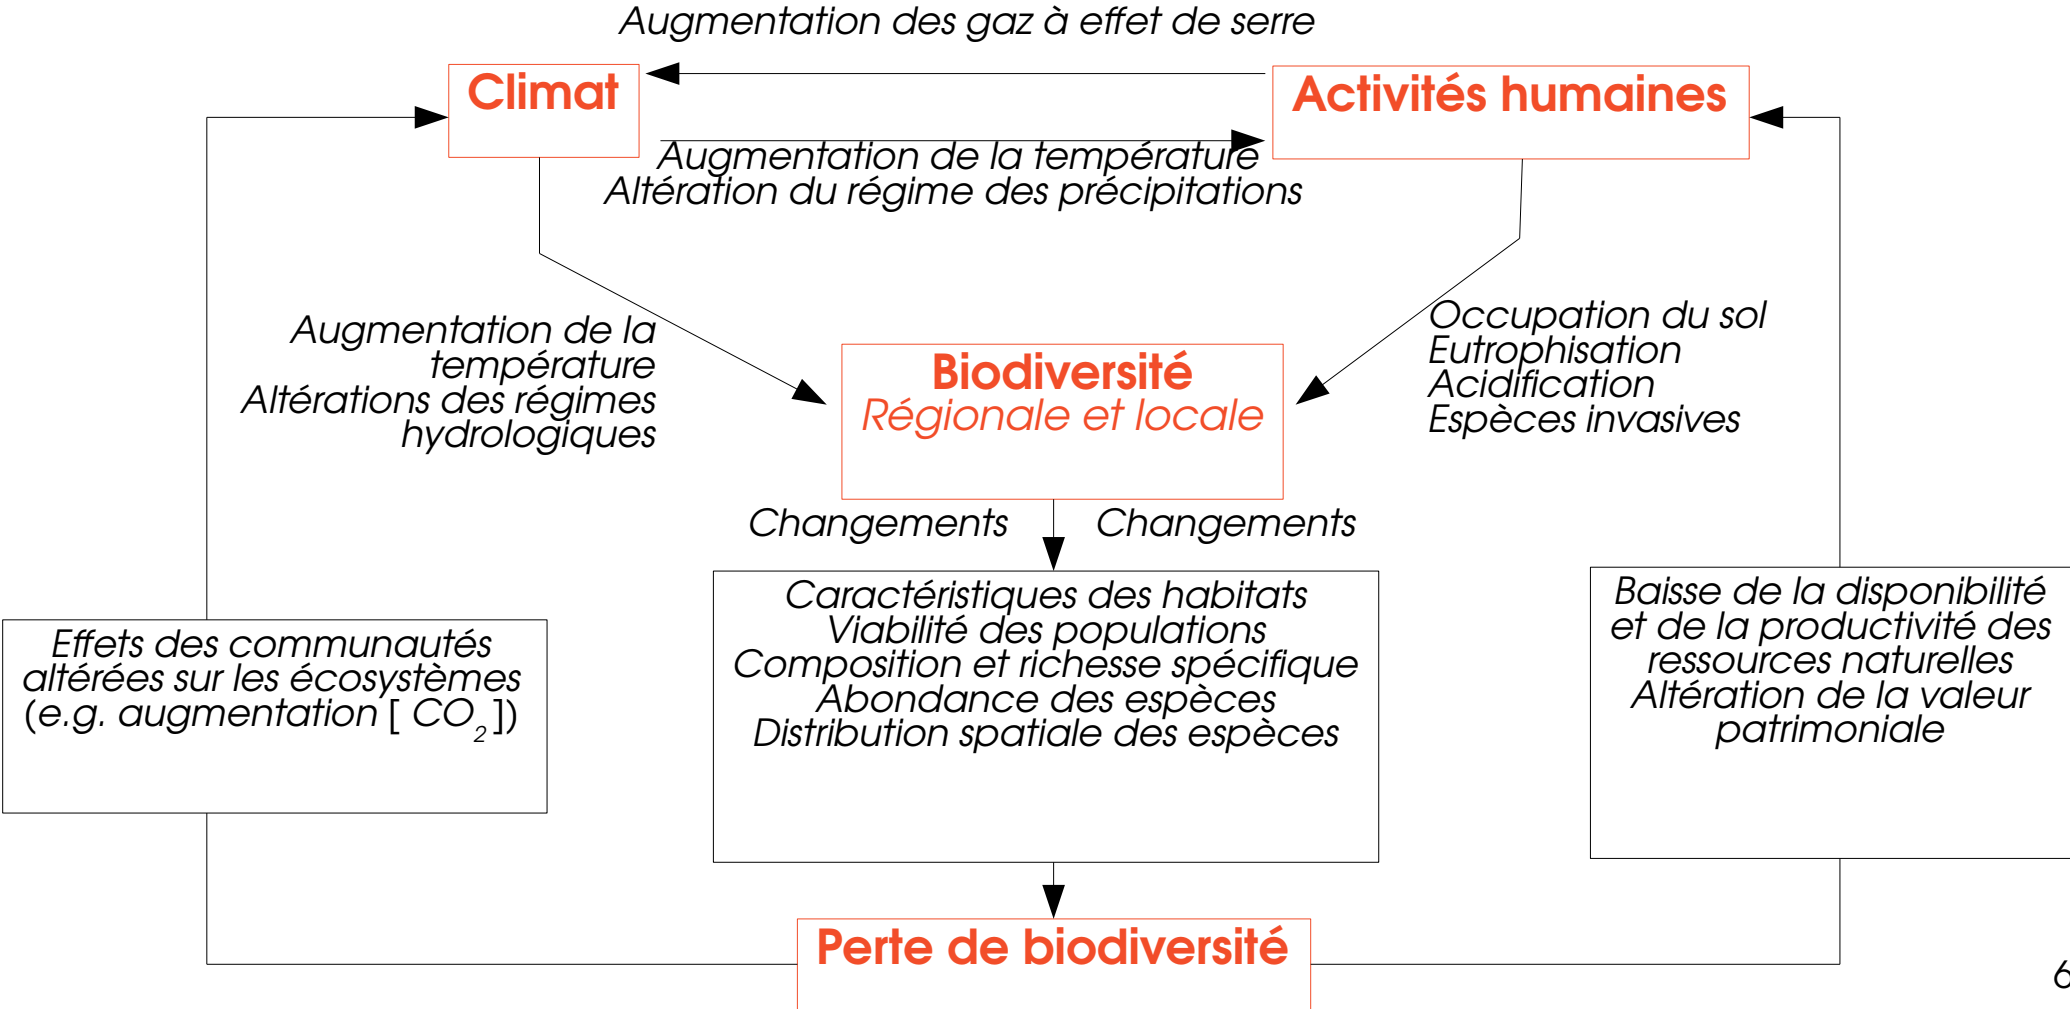 Augmentation des gaz à effet de serre
Climat
Activités humaines
Augmentation de la température
Altération du régime des précipitations
Augmentation de la
température
Altérations des régimes
hydrologiques
Occupation du sol
Eutrophisation
Acidification
Espèces invasives
Biodiversité
Régionale et locale
Changements
Changements
Effets des communautés
altérées sur les écosystèmes
(e.g. augmentation [ CO₂])
Caractéristiques des habitats
Viabilité des populations
Composition et richesse spécifique
Abondance des espèces
Distribution spatiale des espèces
Baisse de la disponibilité
et de la productivité des
ressources naturelles
Altération de la valeur
patrimoniale
Perte de biodiversité
6